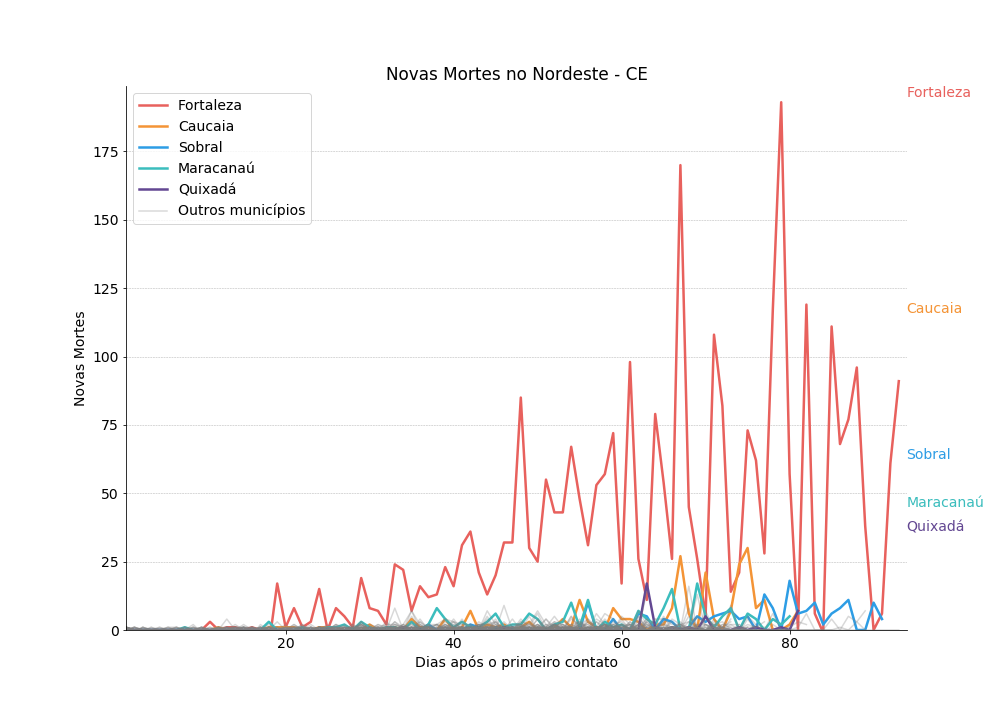 Novas Mortes no Nordeste - CE
Fortaleza
Caucaia
Sobral
Maracanaú
Quixadá
Outros municípios
175
150
125
100
75
50
25
0
Novas Mortes
20
40
60
80
Dias após o primeiro contato
Fortaleza
Caucaia
Sobral
Maracanaú
Quixadá